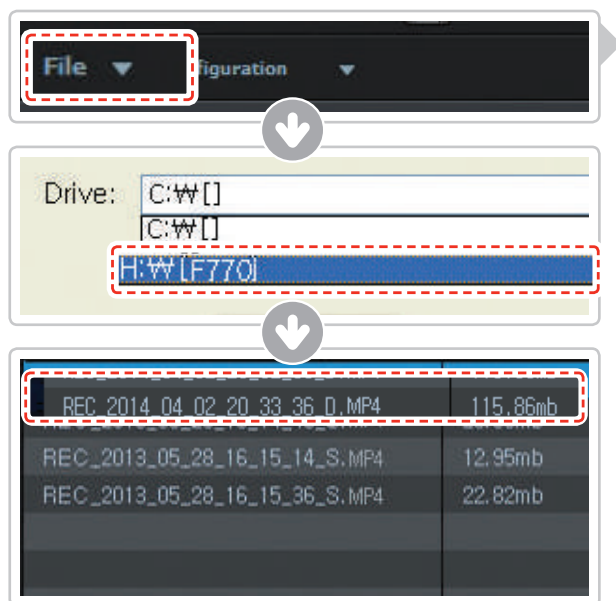 File figuration
Drive: C:₩[]
C:₩[]
H:₩[F770]
REC_2014_04_02_20_33_36_D.MP4 115.86mb
REC_2013_05_28_16_15_14_S.MP4 12.95mb
REC_2013_05_28_16_15_36_S.MP4 22.82mb